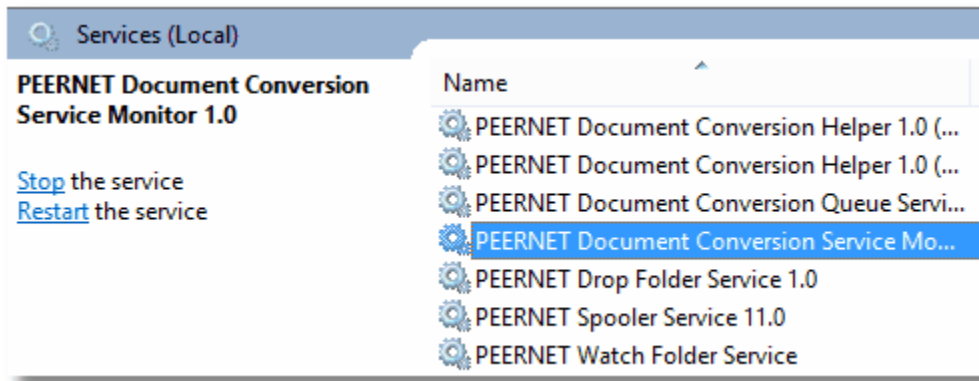 Services (Local)
PEERNET Document Conversion
Service Monitor 1.0
Stop the service
Restart the service
Name
PEERNET Document Conversion Helper 1.0 (...
PEERNET Document Conversion Helper 1.0 (...
PEERNET Document Conversion Queue Servi...
PEERNET Document Conversion Service Mo...
PEERNET Drop Folder Service 1.0
PEERNET Spooler Service 11.0
PEERNET Watch Folder Service